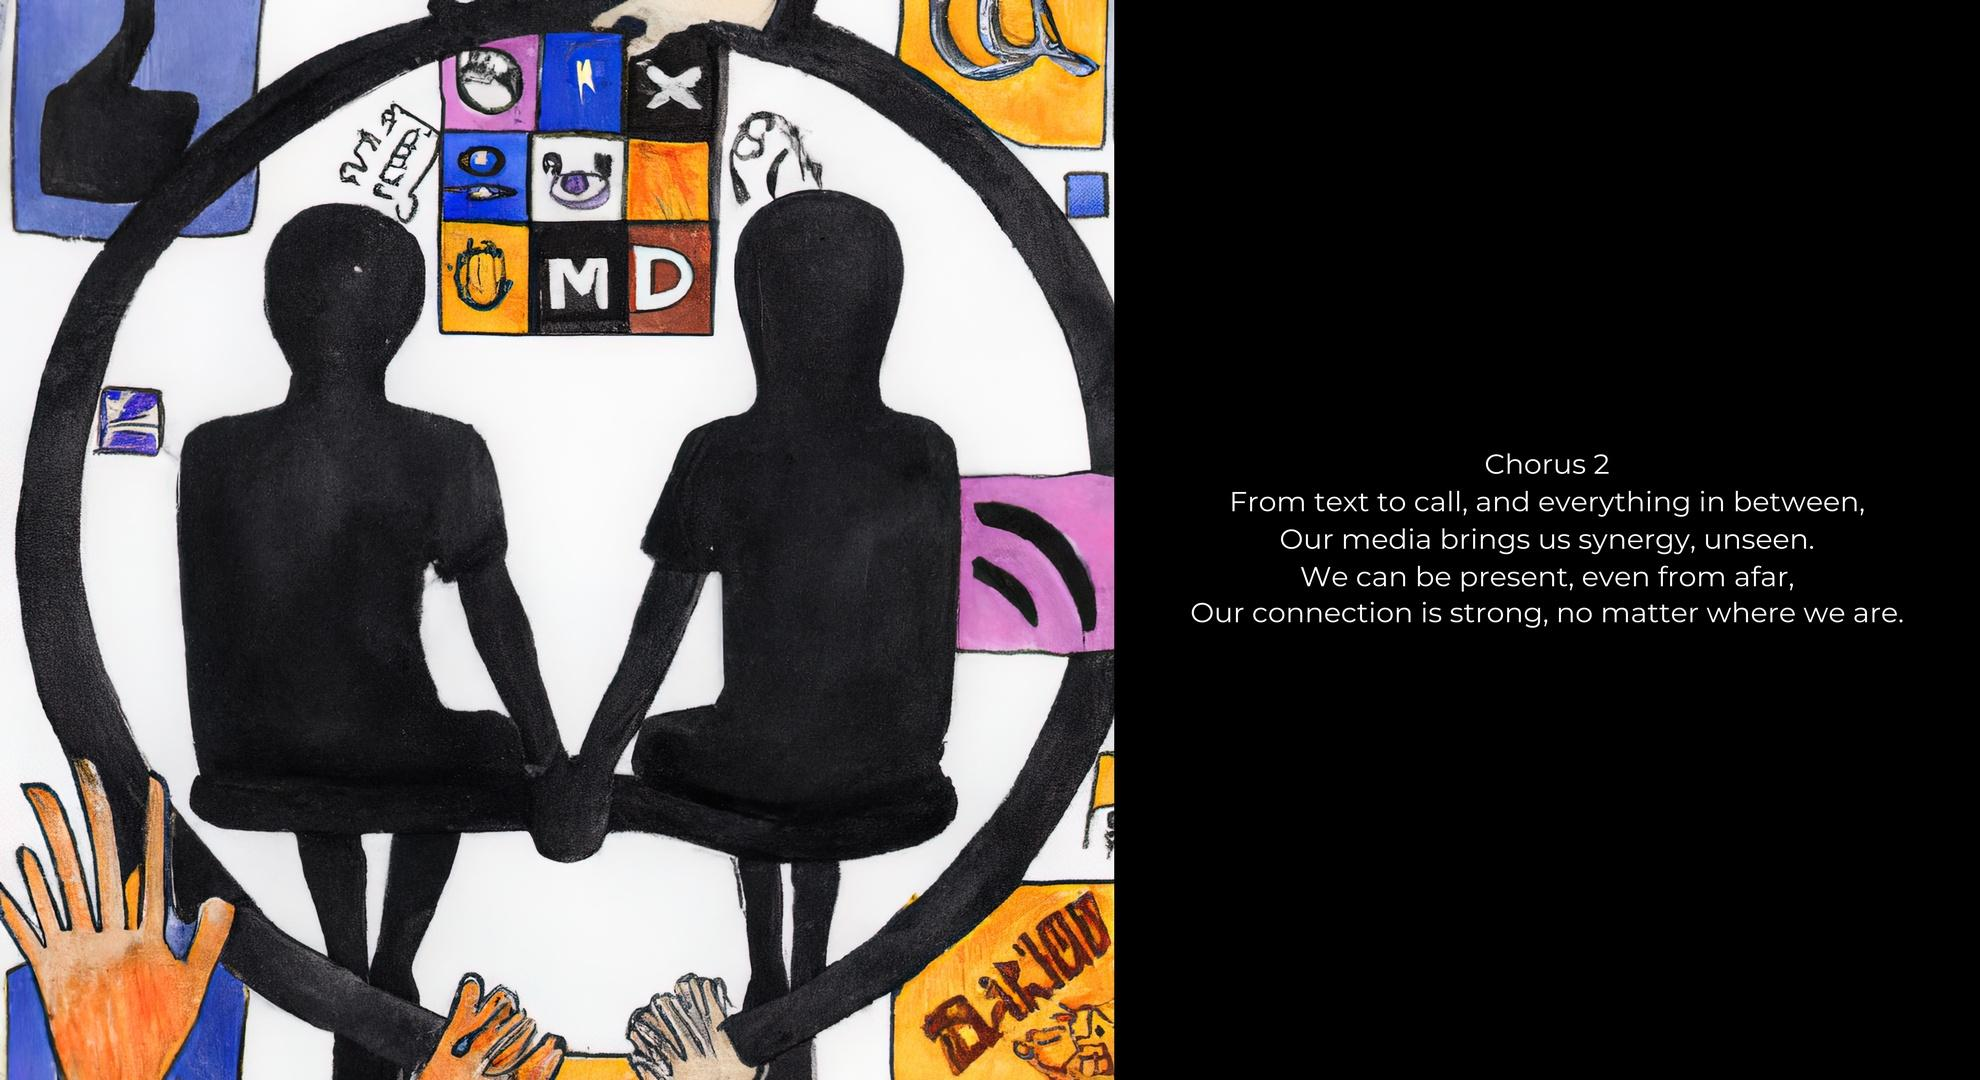 X
M D
Chorus 2
From text to call, and everything in between,
Our media brings us synergy, unseen.
We can be present, even from afar,
Our connection is strong, no matter where we are.